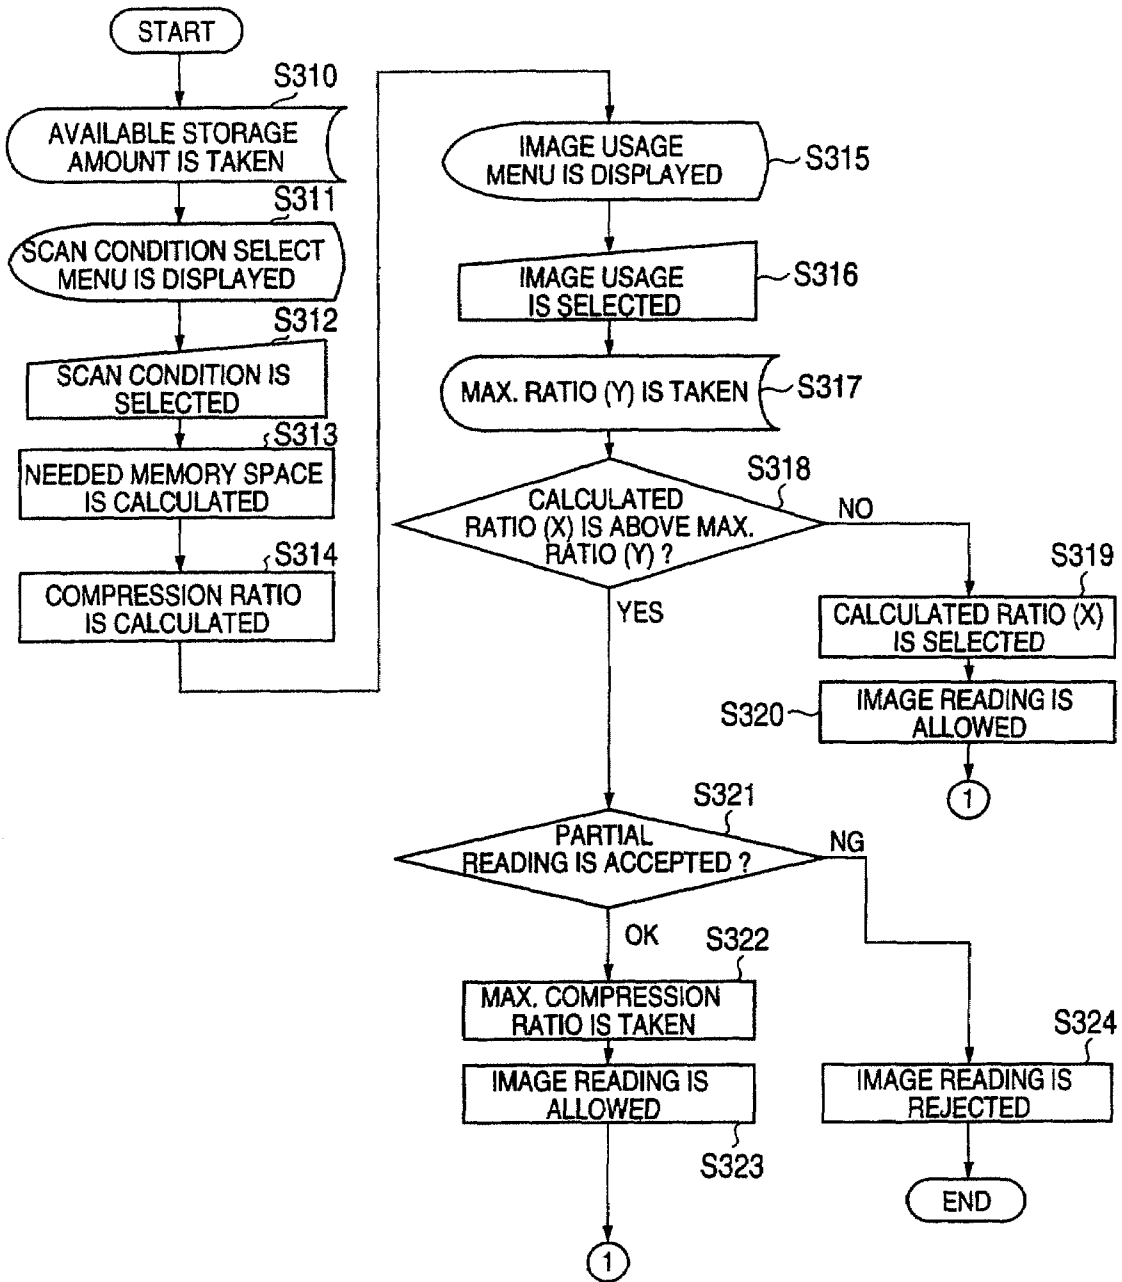 START
S310
AVAILABLE STORAGE
AMOUNT IS TAKEN
S311
SCAN CONDITION SELECT
MENU IS DISPLAYED
S312
SCAN CONDITION IS
SELECTED
S313
NEEDED MEMORY SPACE
IS CALCULATED
S314
COMPRESSION RATIO
IS CALCULATED
IMAGE USAGE
MENU IS DISPLAYED
S315
IMAGE USAGE
IS SELECTED
S316
MAX. RATIO (Y) IS TAKEN
S317
S318
CALCULATED
RATIO (X) IS ABOVE MAX.
RATIO (Y) ?
NO
YES
S319
CALCULATED RATIO (X)
IS SELECTED
S320
IMAGE READING IS
ALLOWED
1
S321
PARTIAL
READING IS ACCEPTED ?
NG
OK
S322
MAX. COMPRESSION
RATIO IS TAKEN
IMAGE READING IS
ALLOWED
S323
1
S324
IMAGE READING IS
REJECTED
END